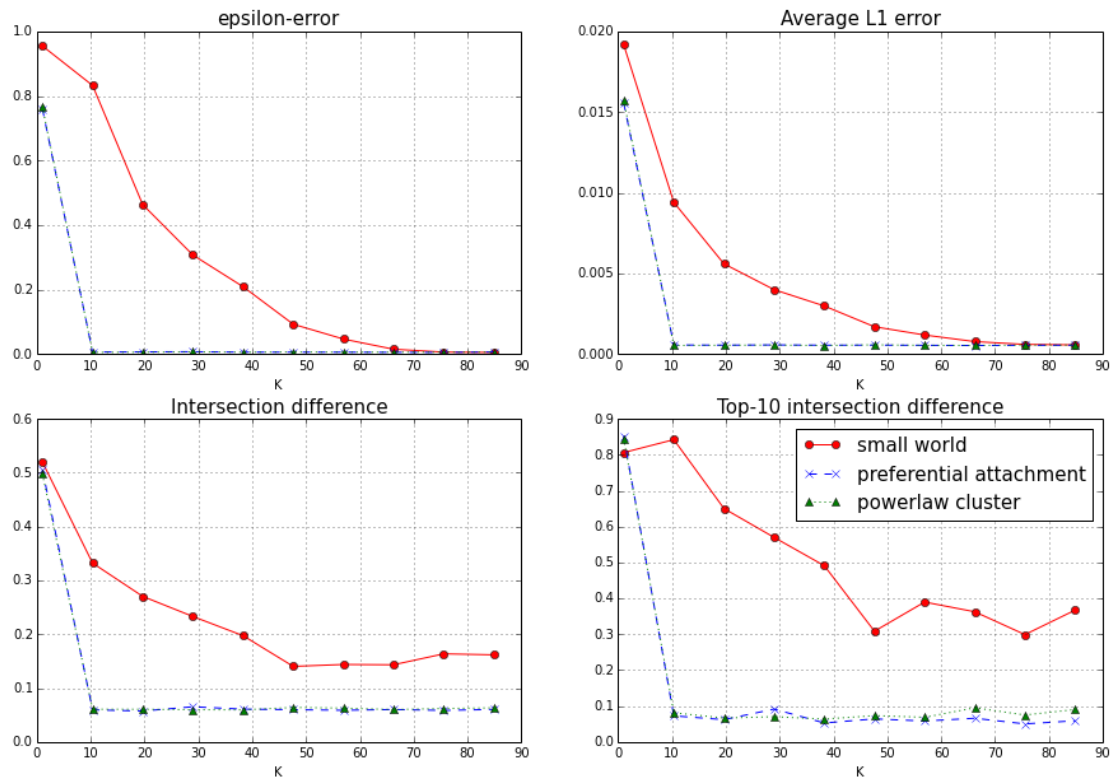 epsilon-error
1.0
0.8
0.6
0.4
0.2
0.0
0 10 20 30 40 50 60 70 80 90
K
Average L1 error
0.020
0.015
0.010
0.005
0.000
0 10 20 30 40 50 60 70 80 90
K
Intersection difference
0.6
0.5
0.4
0.3
0.2
0.1
0.0
0 10 20 30 40 50 60 70 80 90
K
Top-10 intersection difference
0.9
0.8
0.7
0.6
0.5
0.4
0.3
0.2
0.1
0.0
0 10 20 30 40 50 60 70 80 90
K
small world
preferential attachment
powerlaw cluster